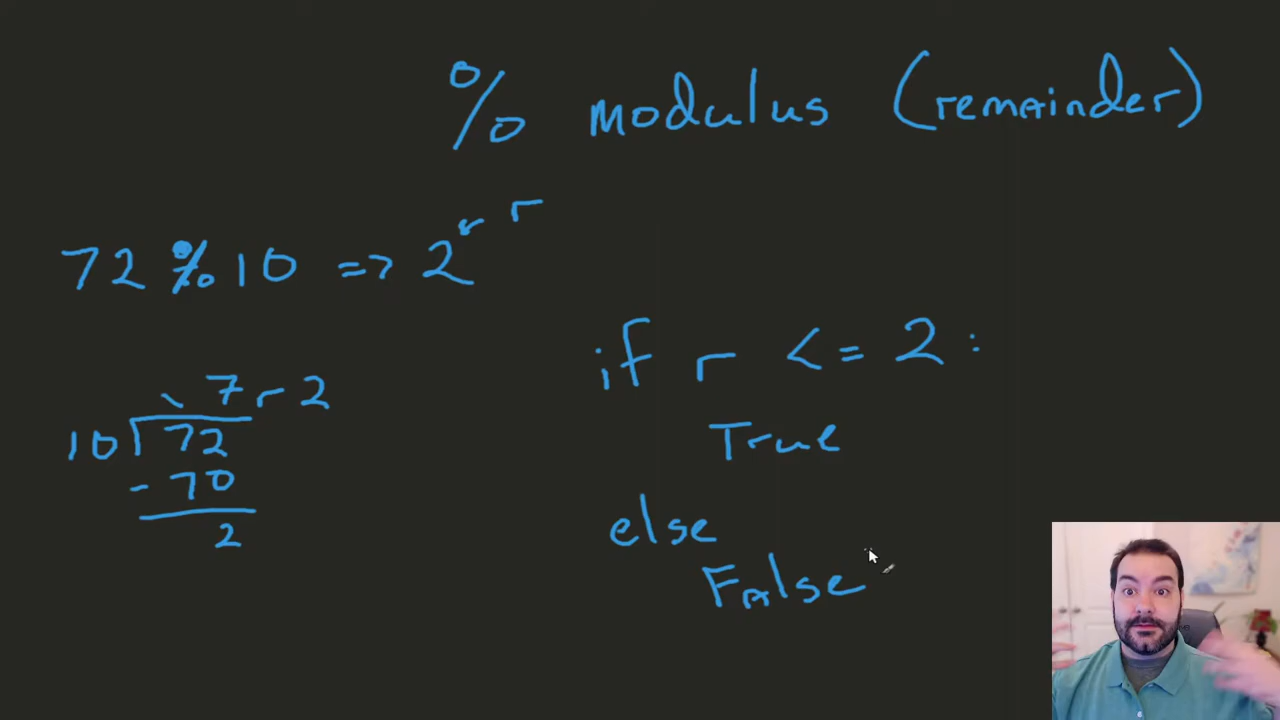 % modulus (remainder)
72 % 10 => 2 r r
if r <= 2 :
True
else
False
7 r 2
10 72
- 70
2